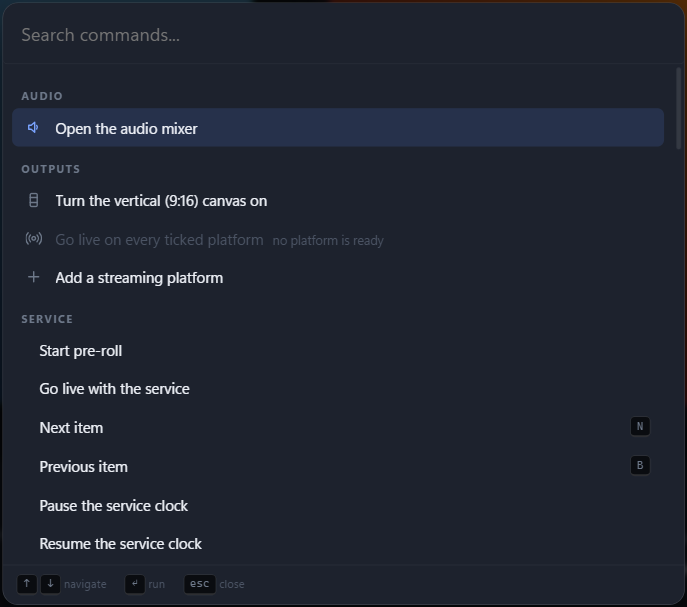 Search commands...
AUDIO
Open the audio mixer
OUTPUTS
Turn the vertical (9:16) canvas on
Go live on every ticked platform no platform is ready
Add a streaming platform
SERVICE
Start pre-roll
Go live with the service
Next item N
Previous item B
Pause the service clock
Resume the service clock
↑ ↓ navigate ↵ run esc close